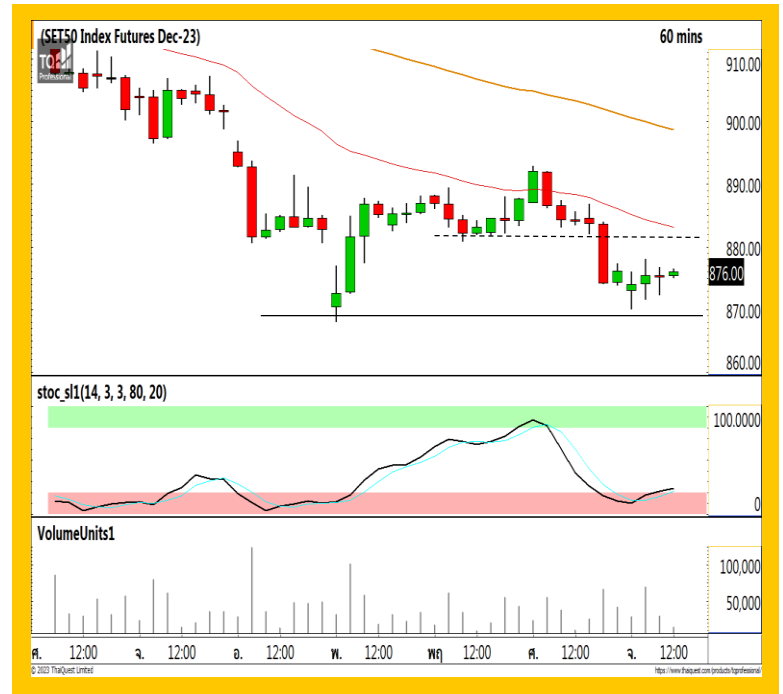 (SET50 Index Futures Dec-23)
60 mins
TQ
Professional
910.00
900.00
890.00
880.00
876.00
870.00
860.00
stoc_sl1(14, 3, 3, 80, 20)
100.0000
0
VolumeUnits1
100,000
50,000
ศ. 12:00 จ. 12:00 อ. 12:00 พ. 12:00 พฤ 12:00 ศ. 12:00 จ. 12:00
© 2023 ThaiQuest Limited
https://www.thaiquest.com/products/tqprofessional/